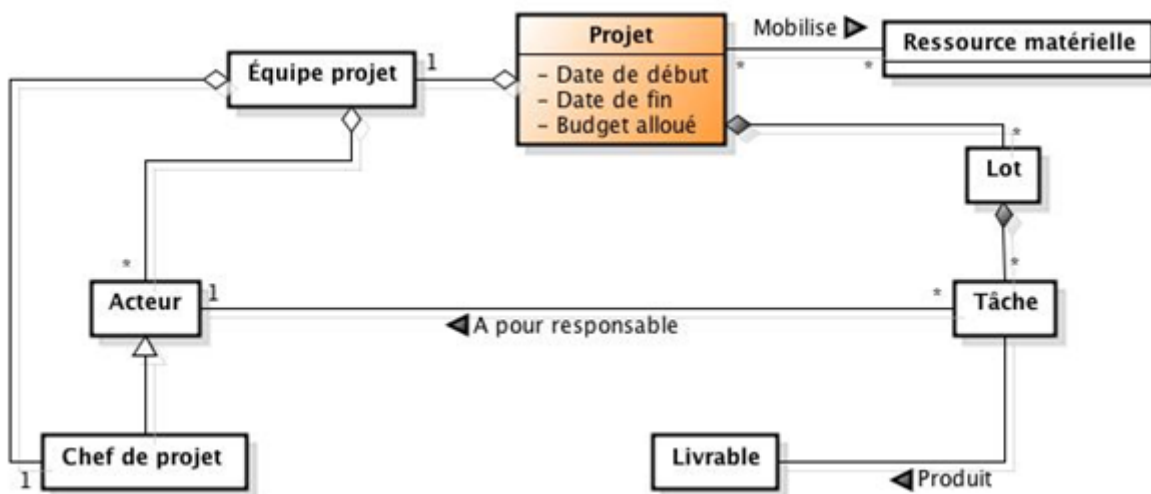 Projet
- Date de début
- Date de fin
- Budget alloué
Mobilise
Ressource matérielle
*
*
Équipe projet
1
*
Lot
*
*
Acteur
1
*
Tâche
A pour responsable
Chef de projet
1
Livrable
Produit